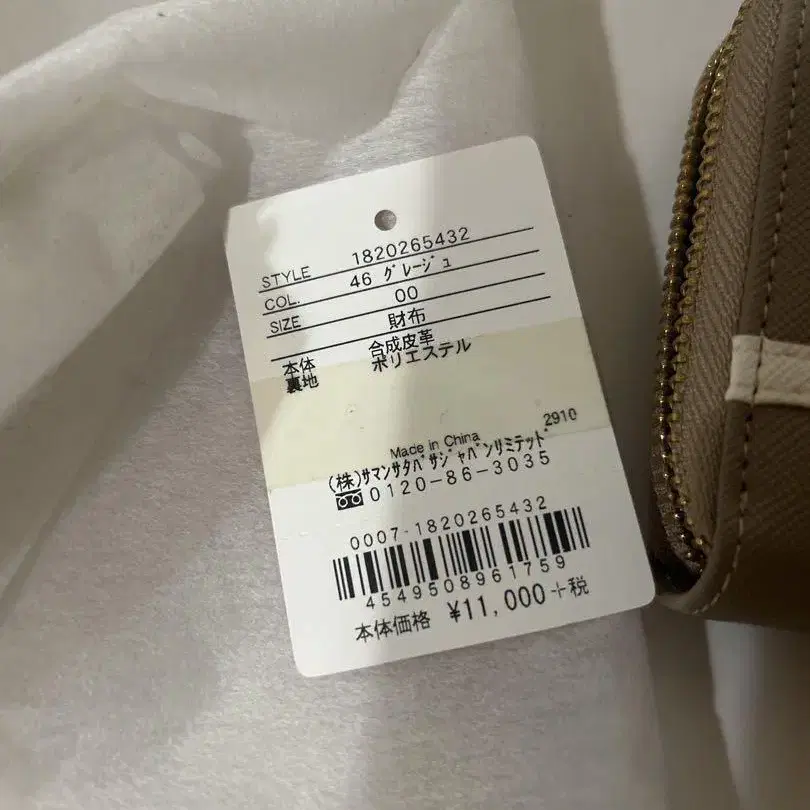 STYLE 1820265432
COL. 46 ｸﾞﾚｰｼﾞｭ
SIZE 00
財布
本体 合成皮革
裏地 ポリエステル
2910
Made in China
(株)ｻﾏﾝｻﾀﾊﾞｻｼﾞｬﾊﾟﾝﾘﾐﾃｯﾄﾞ
0120-86-3035
0007-1820265432
4549508961759
本体価格 ¥11,000+税